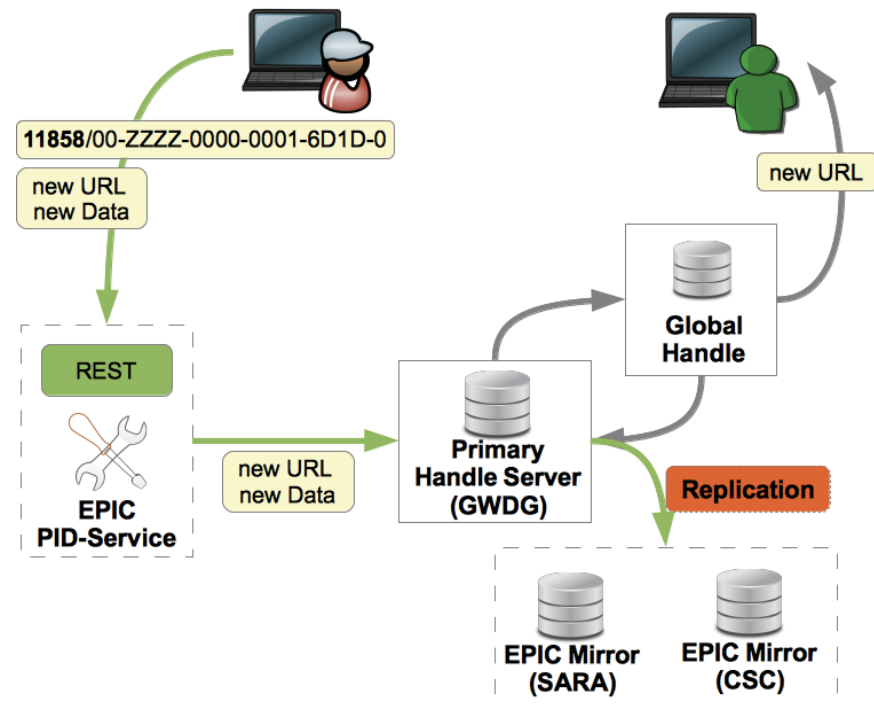 11858/00-ZZZZ-0000-0001-6D1D-0
new URL
new Data
new URL
REST
EPIC
PID-Service
new URL
new Data
Primary
Handle Server
(GWDG)
Global
Handle
Replication
EPIC Mirror
(SARA)
EPIC Mirror
(CSC)